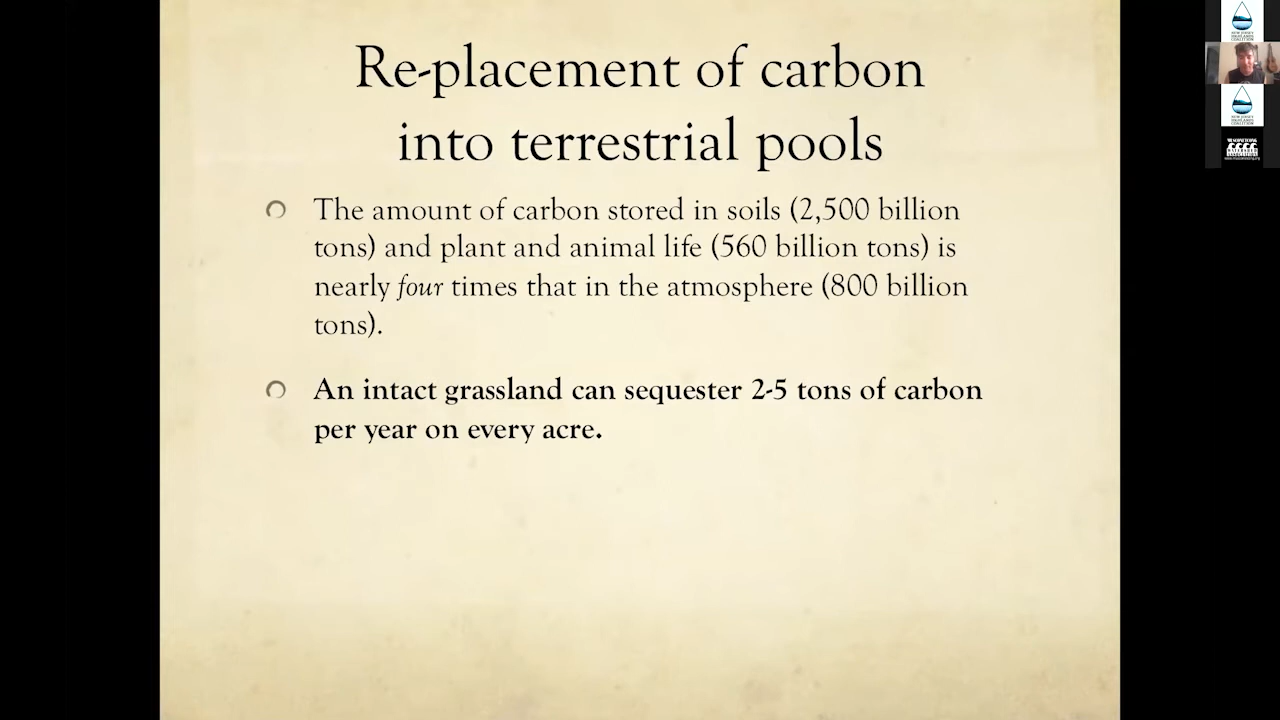 Re-placement of carbon
into terrestrial pools
The amount of carbon stored in soils (2,500 billion
tons) and plant and animal life (560 billion tons) is
nearly four times that in the atmosphere (800 billion
tons).
An intact grassland can sequester 2-5 tons of carbon
per year on every acre.